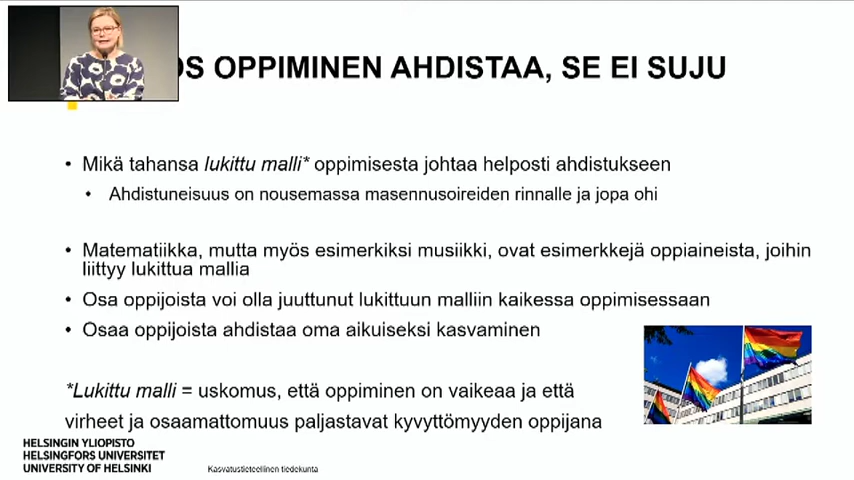 OS OPPIMINEN AHDISTAA, SE EI SUJU
• Mikä tahansa lukittu malli* oppimisesta johtaa helposti ahdistukseen
• Ahdistuneisuus on nousemassa masennusoireiden rinnalle ja jopa ohi
• Matematiikka, mutta myös esimerkiksi musiikki, ovat esimerkkejä oppiaineista, joihin
liittyy lukittua mallia
• Osa oppijoista voi olla juuttunut lukittuun malliin kaikessa oppimisessaan
• Osaa oppijoista ahdistaa oma aikuiseksi kasvaminen
*Lukittu malli = uskomus, että oppiminen on vaikeaa ja että
virheet ja osaamattomuus paljastavat kyvyttömyyden oppijana
HELSINGIN YLIOPISTO
HELSINGFORS UNIVERSITET
UNIVERSITY OF HELSINKI
Kasvatustieteellinen tiedekunta